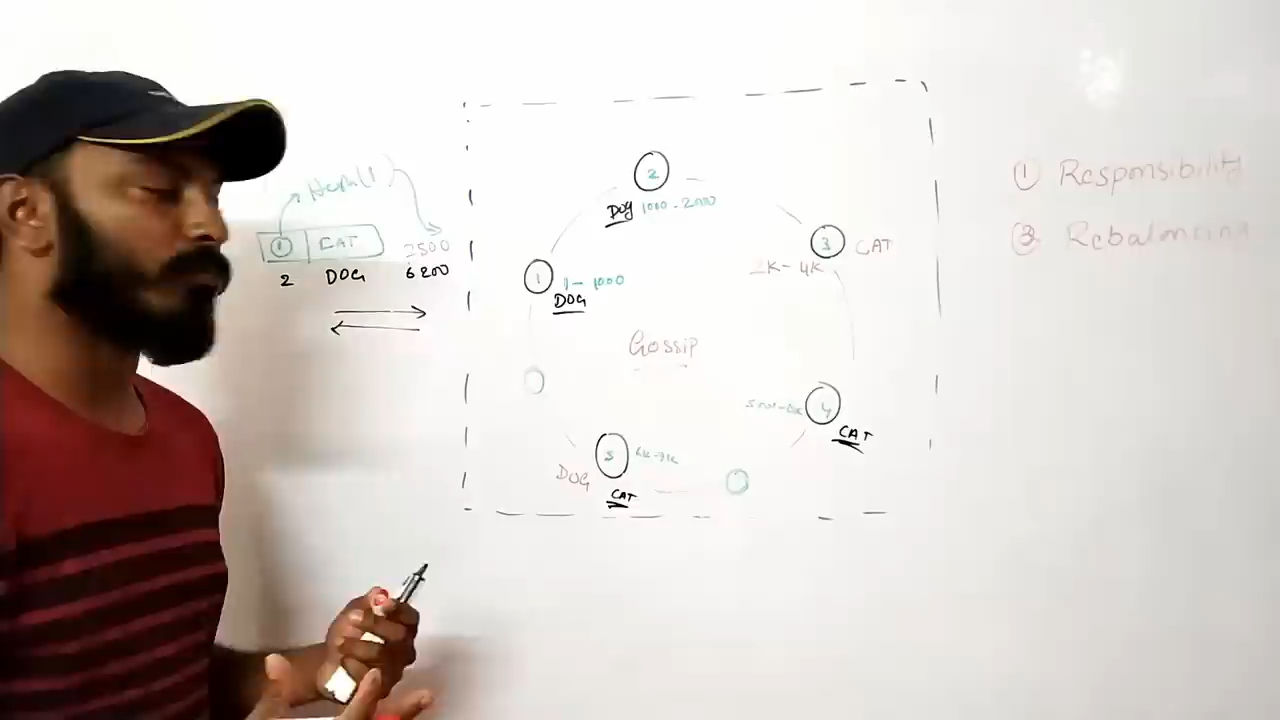 1 CAT 2500
2 DOG 6200
2
DOG 1000-2000
3 CAT
2K-4K
1 1-1000
DOG
Gossip
4
CAT
5
DOG
CAT
1 Responsibility
3 Rebalancing